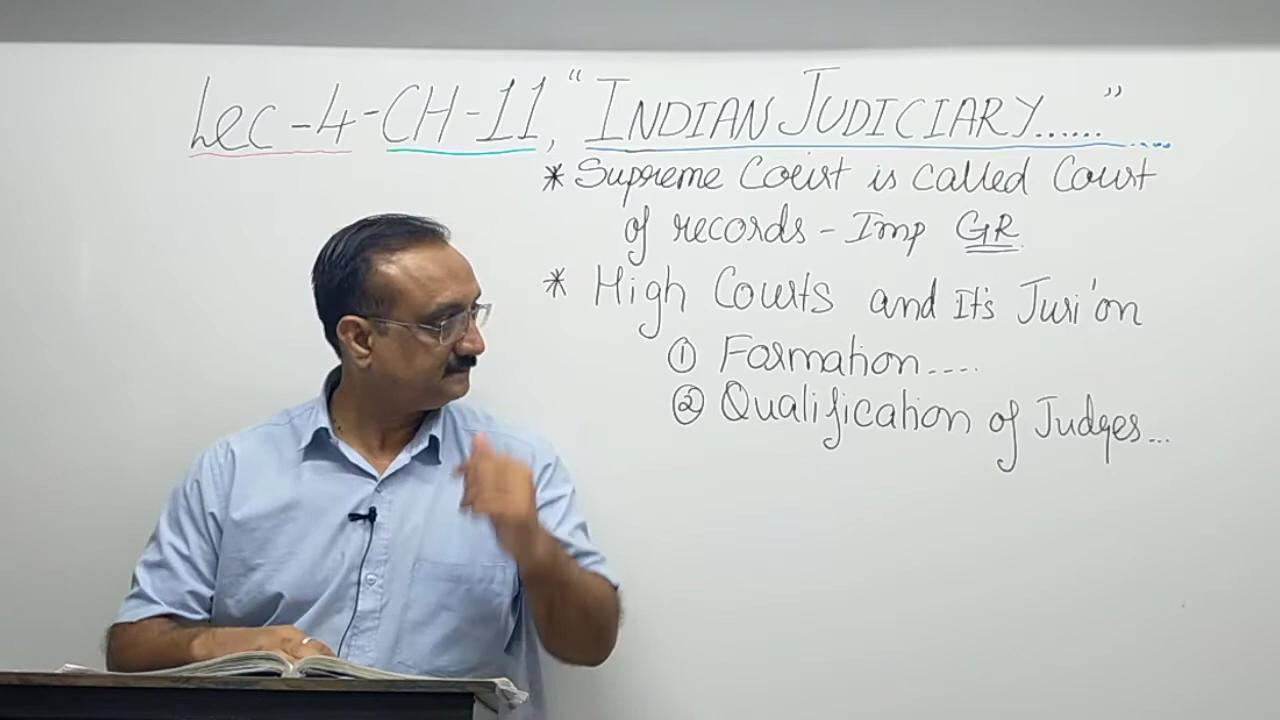 Lec-4-CH-11, "INDIAN JUDICIARY......"
* Supreme Court is called Court
of records - Imp GR
* High Courts and It's Juri'on
① Formation....
② Qualification of Judges...